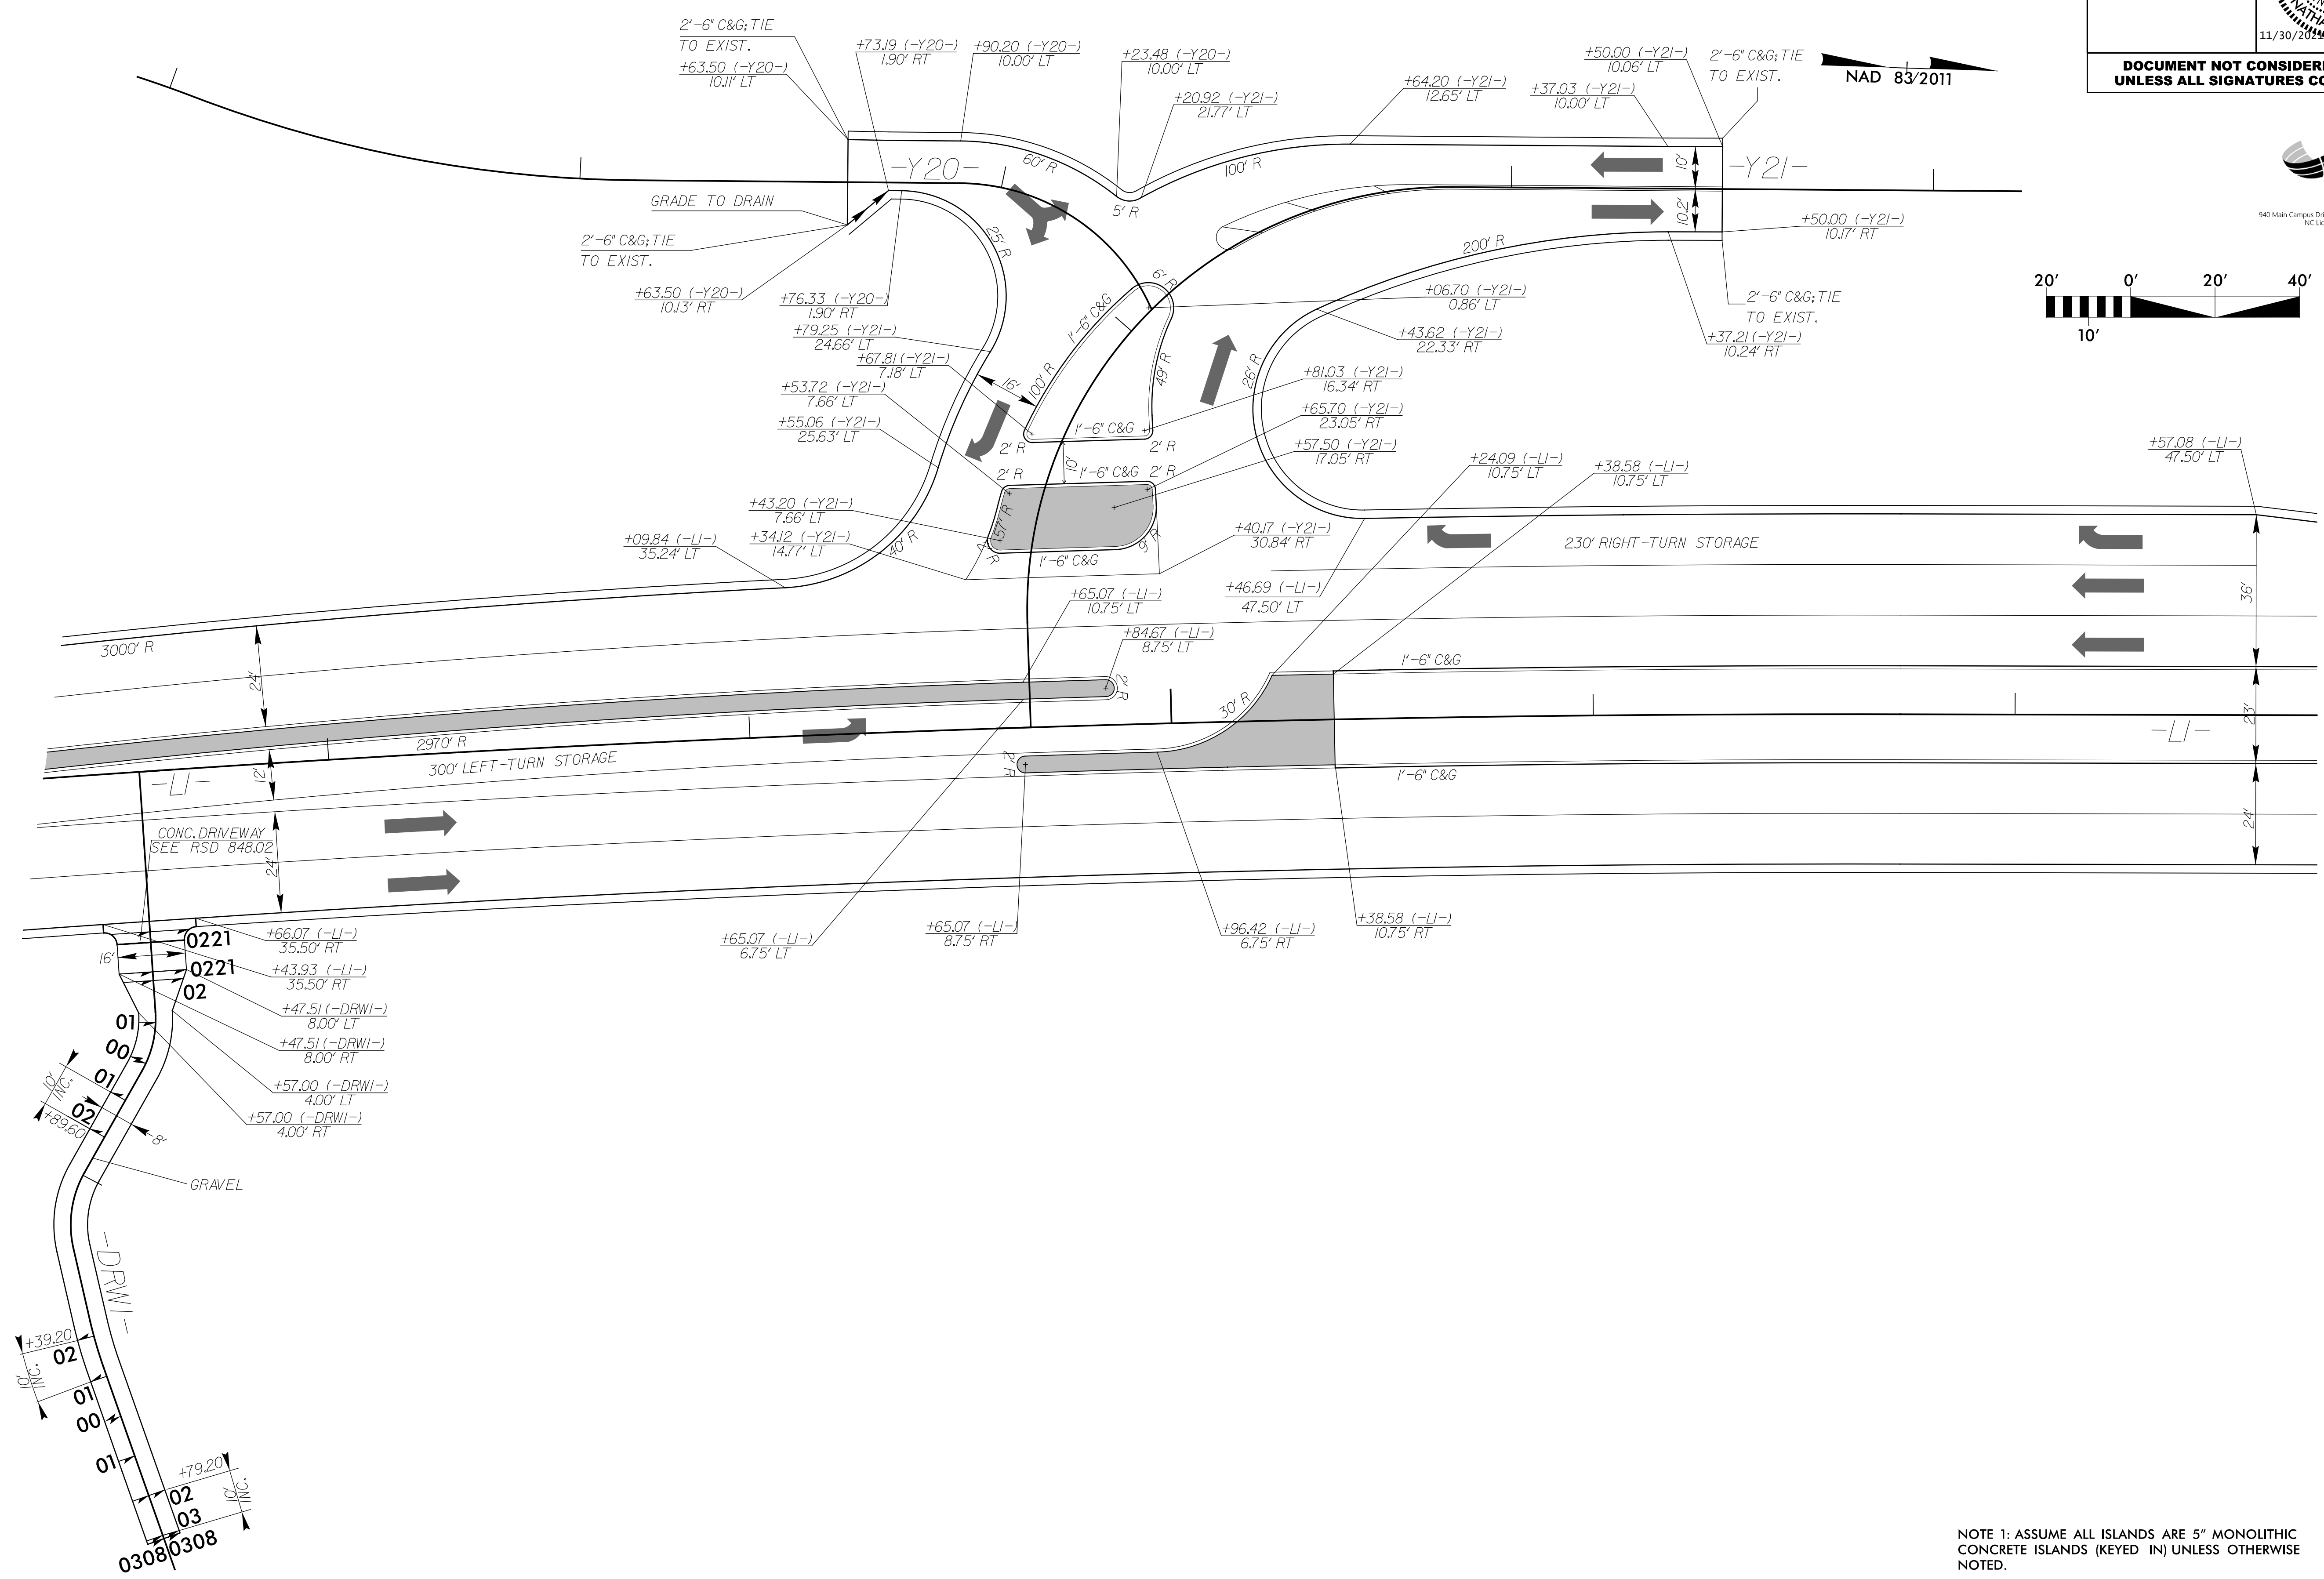 2'-6" C&G; TIE
TO EXIST.
+63.50 (-Y20-)
10.11' LT
+73.19 (-Y20-)
1.90' RT
+90.20 (-Y20-)
10.00' LT
+23.48 (-Y20-)
10.00' LT
+20.92 (-Y21-)
21.77' LT
+64.20 (-Y21-)
12.65' LT
+50.00 (-Y21-)
10.06' LT
+37.03 (-Y21-)
10.00' LT
2'-6" C&G; TIE
TO EXIST.
NAD 83/2011
11/30/2021
DOCUMENT NOT CONSIDER
UNLESS ALL SIGNATURES CO
940 Main Campus Dri
NC Lic
20' 0' 20' 40'
10'
-Y20-
60' R
5' R
100' R
10'
-Y21-
10.2'
GRADE TO DRAIN
2'-6" C&G; TIE
TO EXIST.
+63.50 (-Y20-)
10.13' RT
25' R
200' R
+50.00 (-Y21-)
10.17' RT
2'-6" C&G; TIE
TO EXIST.
+37.21 (-Y21-)
10.24' RT
+76.33 (-Y20-)
1.90' RT
+79.25 (-Y21-)
24.66' LT
+67.81 (-Y21-)
7.18' LT
+53.72 (-Y21-)
7.66' LT
+55.06 (-Y21-)
25.63' LT
6' R
1'-6" C&G
100' R
49' R
16'
+06.70 (-Y21-)
0.86' LT
+43.62 (-Y21-)
22.33' RT
26' R
+81.03 (-Y21-)
16.34' RT
+65.70 (-Y21-)
23.05' RT
+57.50 (-Y21-)
17.05' RT
1'-6" C&G
2' R
2' R
10'
2' R
1'-6" C&G
2' R
57' R
9' R
1'-6" C&G
+43.20 (-Y21-)
7.66' LT
+34.12 (-Y21-)
14.77' LT
+40.17 (-Y21-)
30.84' RT
+09.84 (-L1-)
35.24' LT
40' R
+24.09 (-L1-)
10.75' LT
+38.58 (-L1-)
10.75' LT
+57.08 (-L1-)
47.50' LT
230' RIGHT-TURN STORAGE
+46.69 (-L1-)
47.50' LT
+65.07 (-L1-)
10.75' LT
+84.67 (-L1-)
8.75' LT
36'
3000' R
24'
1'-6" C&G
2' R
30' R
23'
-L1-
2970' R
300' LEFT-TURN STORAGE
12'
-L1-
2' R
1'-6" C&G
CONC. DRIVEWAY
SEE RSD 848.02
24'
24'
+65.07 (-L1-)
6.75' LT
+65.07 (-L1-)
8.75' RT
+96.42 (-L1-)
6.75' RT
+38.58 (-L1-)
10.75' RT
0221
+66.07 (-L1-)
35.50' RT
16'
0221
+43.93 (-L1-)
35.50' RT
02
+47.51 (-DRW1-)
8.00' LT
01
+47.51 (-DRW1-)
8.00' RT
00
01
02
10'
INC.
+89.60
8'
+57.00 (-DRW1-)
4.00' LT
+57.00 (-DRW1-)
4.00' RT
GRAVEL
-DRW1-
+39.20
02
10'
INC.
01
00
01
+79.20
02
10'
INC.
03
0308 0308
NOTE 1: ASSUME ALL ISLANDS ARE 5" MONOLITHIC
CONCRETE ISLANDS (KEYED IN) UNLESS OTHERWISE
NOTED.